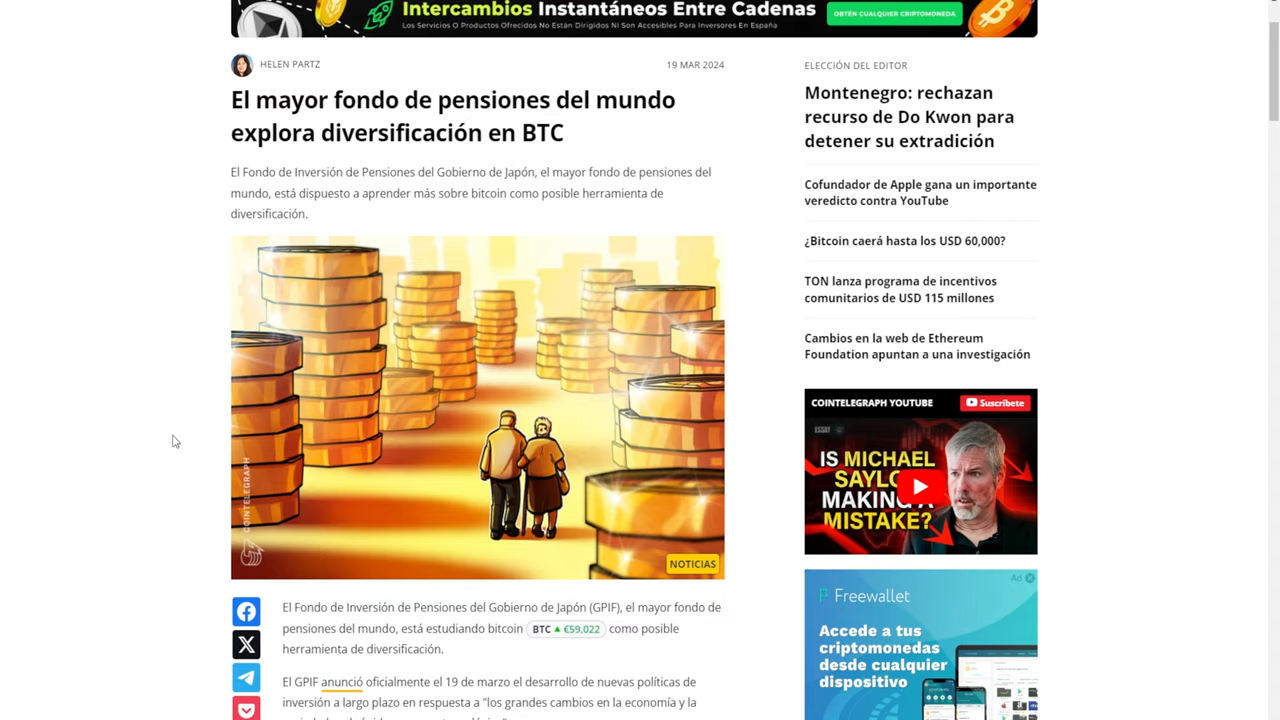 Intercambios Instantáneos Entre Cadenas
Los Servicios O Productos Ofrecidos No Están Dirigidos Ni Son Accesibles Para Inversores En España
OBTÉN CUALQUIER CRIPTOMONEDA
HELEN PARTZ
19 MAR 2024
El mayor fondo de pensiones del mundo
explora diversificación en BTC
El Fondo de Inversión de Pensiones del Gobierno de Japón, el mayor fondo de pensiones del
mundo, está dispuesto a aprender más sobre bitcoin como posible herramienta de
diversificación.
COINTELEGRAPH
NOTICIAS
El Fondo de Inversión de Pensiones del Gobierno de Japón (GPIF), el mayor fondo de
pensiones del mundo, está estudiando bitcoin BTC ▲ €59,022 como posible
herramienta de diversificación.
El GPIF anunció oficialmente el 19 de marzo el desarrollo de nuevas políticas de
inversión a largo plazo en respuesta a "los grandes cambios en la economía y la
ELECCIÓN DEL EDITOR
Montenegro: rechazan
recurso de Do Kwon para
detener su extradición
Cofundador de Apple gana un importante
veredicto contra YouTube
¿Bitcoin caerá hasta los USD 60,000?
TON lanza programa de incentivos
comunitarios de USD 115 millones
Cambios en la web de Ethereum
Foundation apuntan a una investigación
COINTELEGRAPH YOUTUBE
Suscríbete
ESSAY
IS MICHAEL
SAYLOR
MAKING A
MISTAKE?
Ad
Freewallet
Accede a tus
criptomonedas
desde cualquier
dispositivo